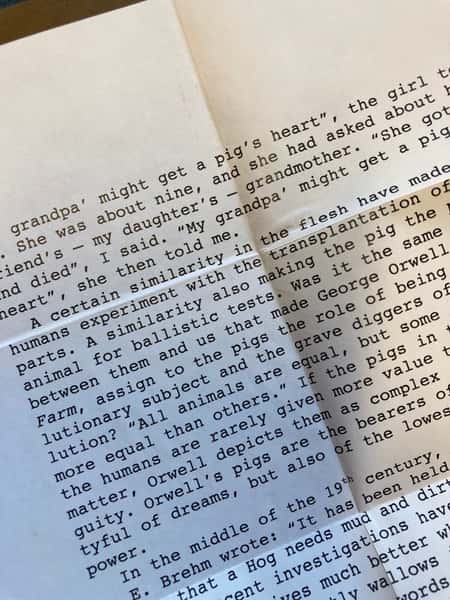 grandpa' might get a pig's heart", the girl
. She was about nine, and she had asked about
riend's — my daughter's — grandmother. "She got
nd died", I said. "My grandpa' might get a pig
heart", she then told me.
A certain similarity in the flesh have made
humans experiment with the transplantation of
parts. A similarity also making the pig the
animal for ballistic tests. Was it the same
between them and us that made George Orwell
Farm, assign to the pigs the role of being
lutionary subject and the grave diggers of
lution? "All animals are equal, but some
more equal than others." If the pigs in
the humans are rarely given more value
matter, Orwell depicts them as complex
guity. Orwell's pigs are the bearers of
tyful of dreams, but also of the lowes
power.
In the middle of the 19th century,
E. Brehm wrote: "It has been held
that a Hog needs mud and dirt
cent investigations have
ives much better
tly wallows
words